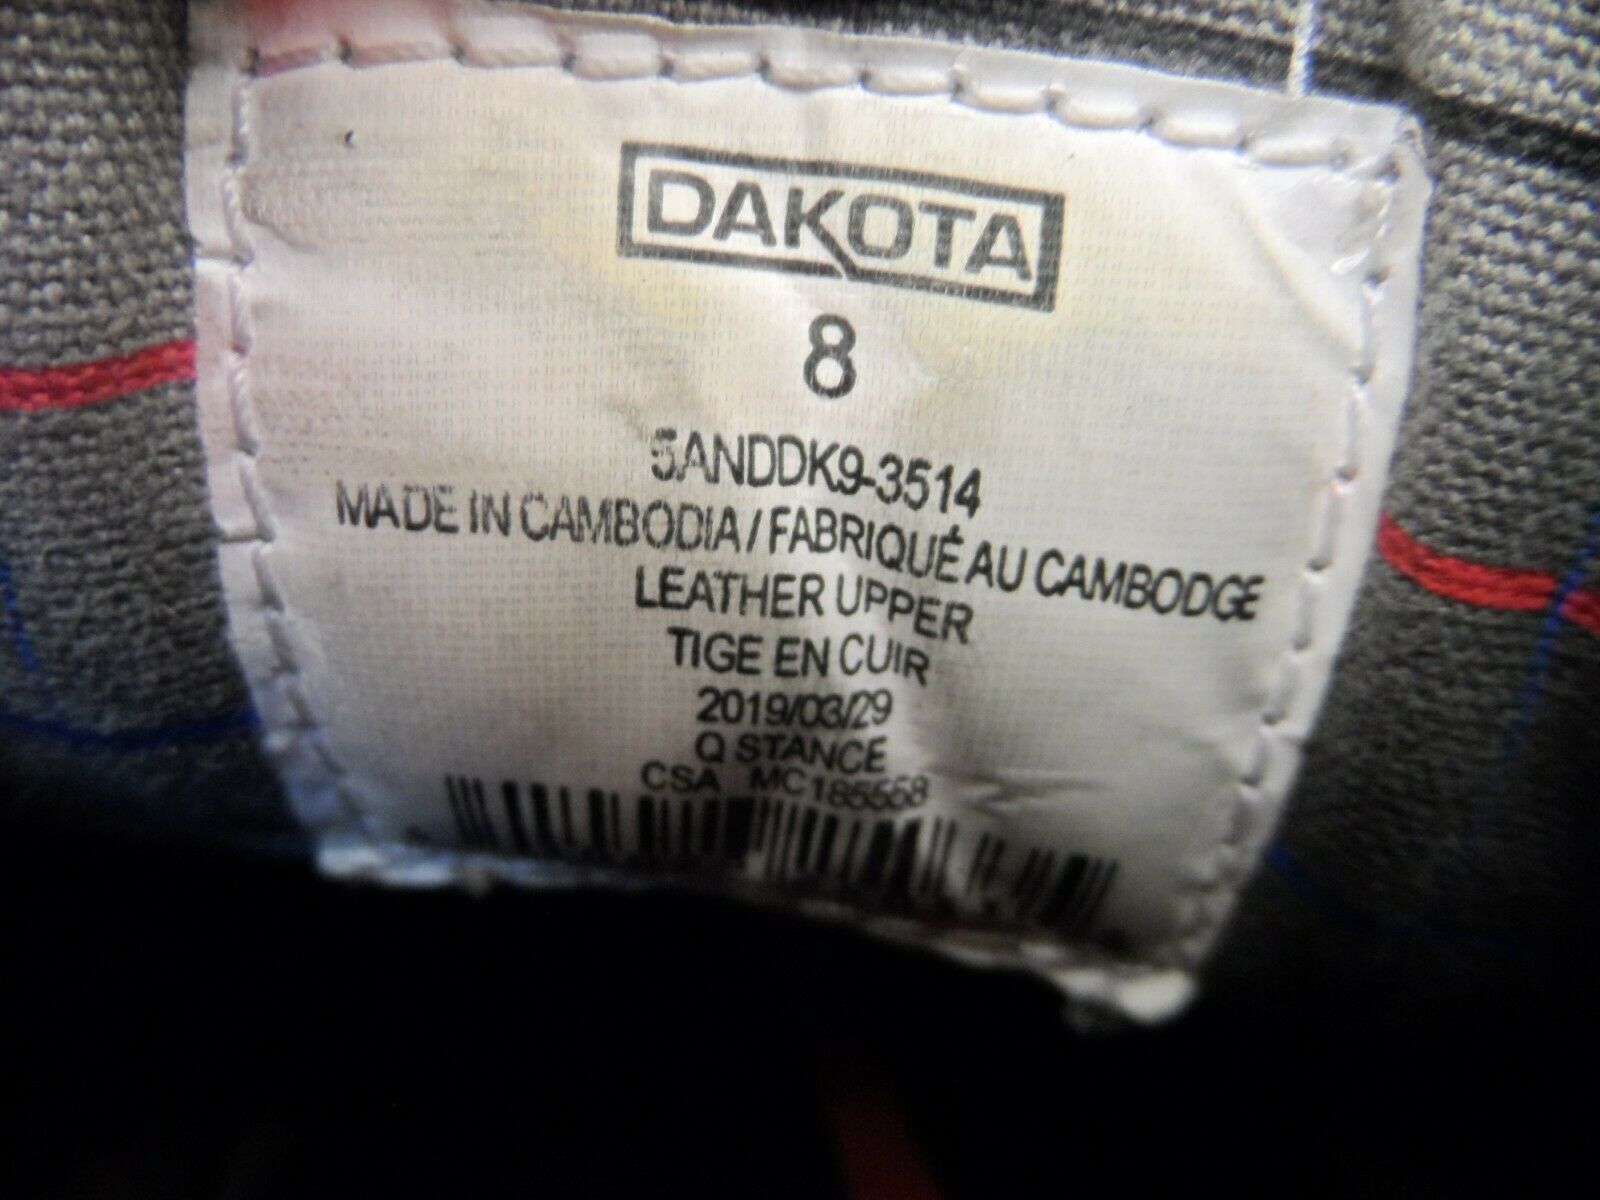 DAKOTA
8
5ANDDK9-3514
MADE IN CAMBODIA / FABRIQUÉ AU CAMBODGE
LEATHER UPPER
TIGE EN CUIR
2019/03/29
Q STANCE
CSA MC185558